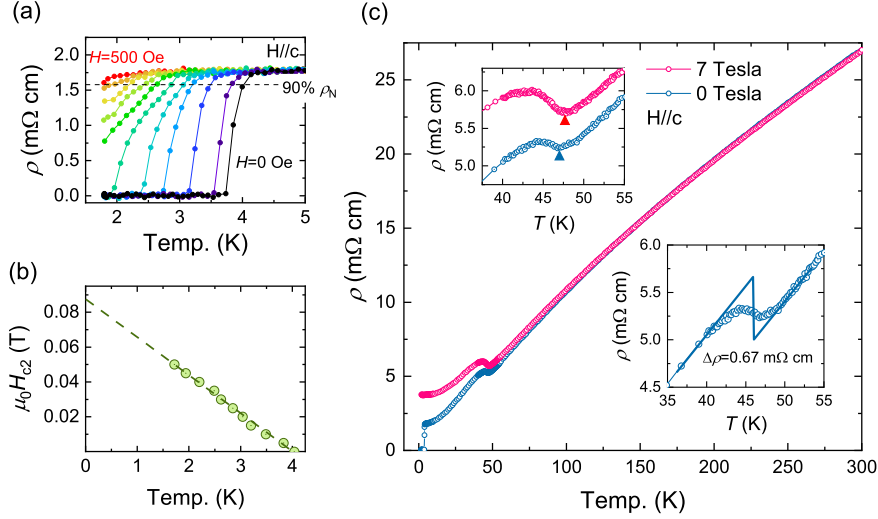 (a)
H=500 Oe
H//c
90% ρN
H=0 Oe
2.0
1.5
1.0
0.5
0.0
ρ (mΩ cm)
2 3 4 5
Temp. (K)
(b)
0.08
0.06
0.04
0.02
μ0Hc2 (T)
0 1 2 3 4
Temp. (K)
(c)
25
20
15
10
5
0
ρ (mΩ cm)
0 50 100 150 200 250 300
Temp. (K)
7 Tesla
0 Tesla
H//c
6.0
5.5
5.0
ρ (mΩ cm)
40 45 50 55
T (K)
6.0
5.5
5.0
4.5
ρ (mΩ cm)
Δρ=0.67 mΩ cm
35 40 45 50 55
T (K)